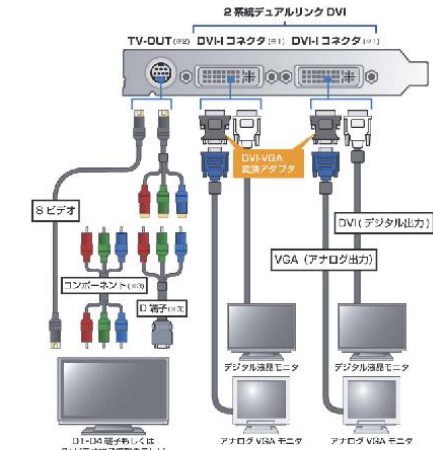 2 系統デュアルリンク DVI
TV-OUT (※2) DVI-I コネクタ (※1) DVI-I コネクタ (※1)
DVI-VGA
変換アダプタ
S ビデオ
DVI (デジタル出力)
VGA (アナログ出力)
コンポーネント (※3)
D 端子 (※3)
デジタル液晶モニタ
デジタル液晶モニタ
D1-D4 端子もしくは
アナログ VGA モニタ
アナログ VGA モニタ